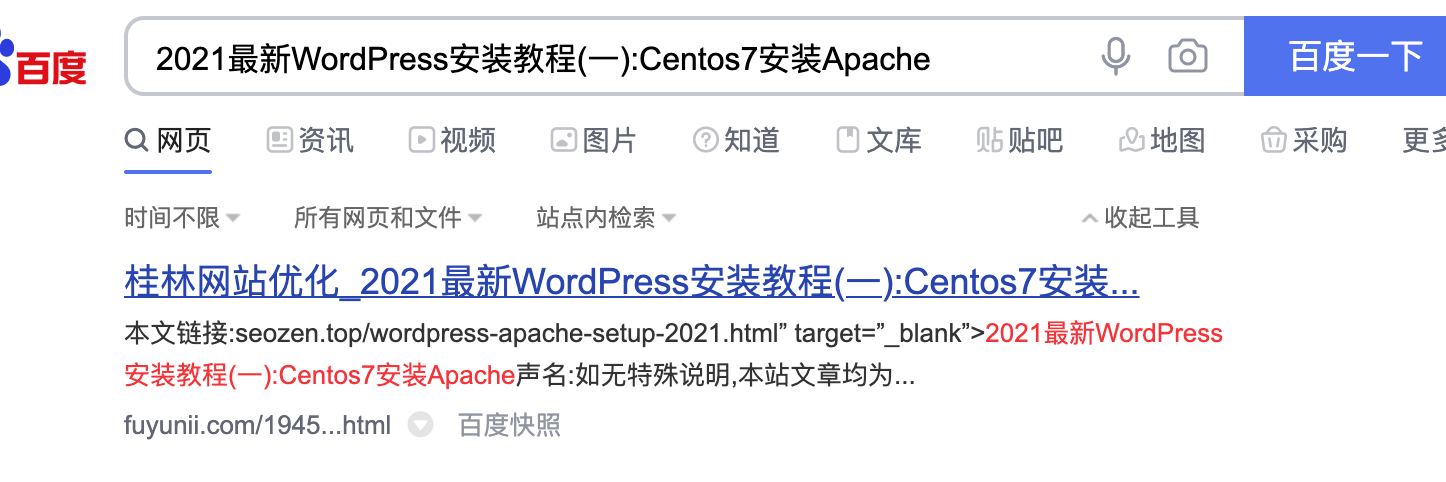 百度
2021最新WordPress安装教程(一):Centos7安装Apache
百度一下
网页 资讯 视频 图片 知道 文库 贴 贴吧 地图 采购 更多
时间不限 所有网页和文件 站点内检索 收起工具
桂林网站优化_2021最新WordPress安装教程(一):Centos7安装...
本文链接:seozen.top/wordpress-apache-setup-2021.html” target=”_blank”>2021最新WordPress
安装教程(一):Centos7安装Apache声名:如无特殊说明,本站文章均为...
fuyunii.com/1945...html 百度快照